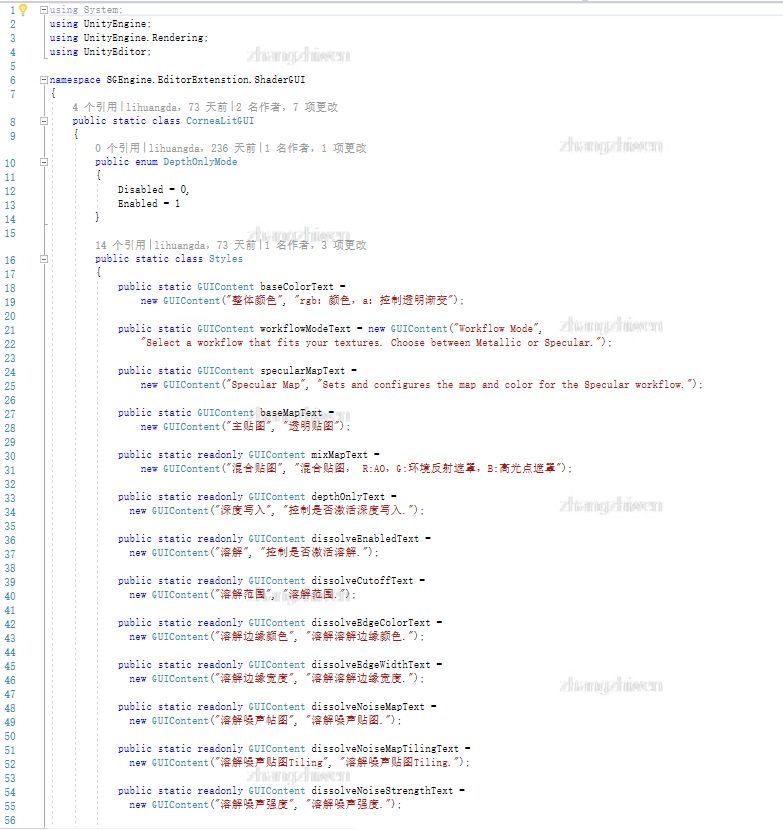 1 using System;
2 using UnityEngine;
3 using UnityEngine.Rendering;
4 using UnityEditor;
zhangzhiwen
5
6 namespace SGEngine.EditorExtenstion.ShaderGUI
7 {
4 个引用|lihuangda，73 天前|2 名作者，7 项更改
8 public static class CorneaLitGUI
9 {
0 个引用|lihuangda，236 天前|1 名作者，1 项更改
zhangzhiwen
10 public enum DepthOnlyMode
11 {
12 Disabled = 0,
13 Enabled = 1
14 }
15
zhangzhiwen
14 个引用|lihuangda，73 天前|1 名作者，3 项更改
16 public static class Styles
17 {
18 public static GUIContent baseColorText =
19 new GUIContent("整体颜色", "rgb：颜色，a：控制透明渐变");
20
21 public static GUIContent workflowModeText = new GUIContent("Workflow Mode",
zhangzhiwen
22 "Select a workflow that fits your textures. Choose between Metallic or Specular.");
23
24 public static GUIContent specularMapText =
25 new GUIContent("Specular Map", "Sets and configures the map and color for the Specular workflow.");
26
27 public static GUIContent baseMapText =
zhangzhiwen
28 new GUIContent("主贴图", "透明贴图");
29
30 public static readonly GUIContent mixMapText =
31 new GUIContent("混合贴图", "混合贴图， R:AO，G:环境反射遮罩，B:高光点遮罩");
32
33 public static readonly GUIContent depthOnlyText =
zhangzhiwen
34 new GUIContent("深度写入", "控制是否激活深度写入.");
35
36 public static readonly GUIContent dissolveEnabledText =
37 new GUIContent("溶解", "控制是否激活溶解.");
38
39 public static readonly GUIContent dissolveCutoffText =
40 new GUIContent("溶解范围", "溶解范围.");
zhangzhiwen
41
42 public static readonly GUIContent dissolveEdgeColorText =
43 new GUIContent("溶解边缘颜色", "溶解溶解边缘颜色.");
44
45 public static readonly GUIContent dissolveEdgeWidthText =
46 new GUIContent("溶解边缘宽度", "溶解溶解边缘宽度.");
zhangzhiwen
47
48 public static readonly GUIContent dissolveNoiseMapText =
49 new GUIContent("溶解噪声帖图", "溶解噪声贴图.");
50
51 public static readonly GUIContent dissolveNoiseMapTilingText =
52 new GUIContent("溶解噪声贴图Tiling", "溶解噪声贴图Tiling.");
zhangzhiwen
53
54 public static readonly GUIContent dissolveNoiseStrengthText =
55 new GUIContent("溶解噪声强度", "溶解噪声强度.");
56